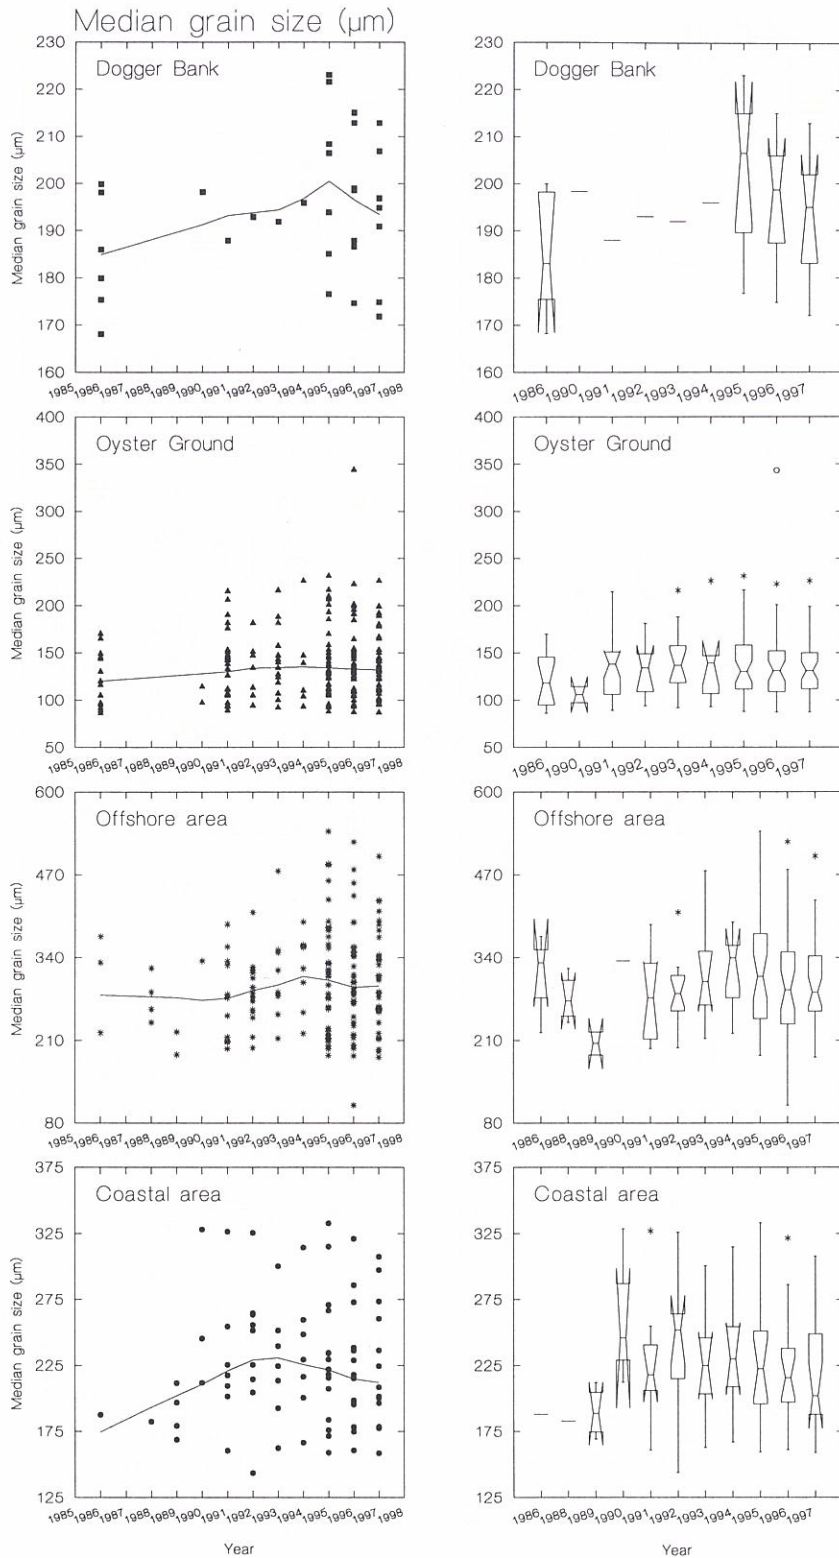 Median grain size (µm)
Dogger Bank
Median grain size (µm)
230
220
210
200
190
180
170
160
1985 1986 1987 1988 1989 1990 1991 1992 1993 1994 1995 1996 1997 1998
Dogger Bank
230
220
210
200
190
180
170
160
1986 1990 1991 1992 1993 1994 1995 1996 1997
Oyster Ground
Median grain size (µm)
400
350
300
250
200
150
100
50
1985 1986 1987 1988 1989 1990 1991 1992 1993 1994 1995 1996 1997 1998
Oyster Ground
400
350
300
250
200
150
100
50
1986 1990 1991 1992 1993 1994 1995 1996 1997
Offshore area
Median grain size (µm)
600
470
340
210
80
1985 1986 1987 1988 1989 1990 1991 1992 1993 1994 1995 1996 1997 1998
Offshore area
600
470
340
210
80
1986 1988 1989 1990 1991 1992 1993 1994 1995 1996 1997
Coastal area
Median grain size (µm)
375
325
275
225
175
125
1985 1986 1987 1988 1989 1990 1991 1992 1993 1994 1995 1996 1997 1998
Year
Coastal area
375
325
275
225
175
125
1986 1988 1989 1990 1991 1992 1993 1994 1995 1996 1997
Year